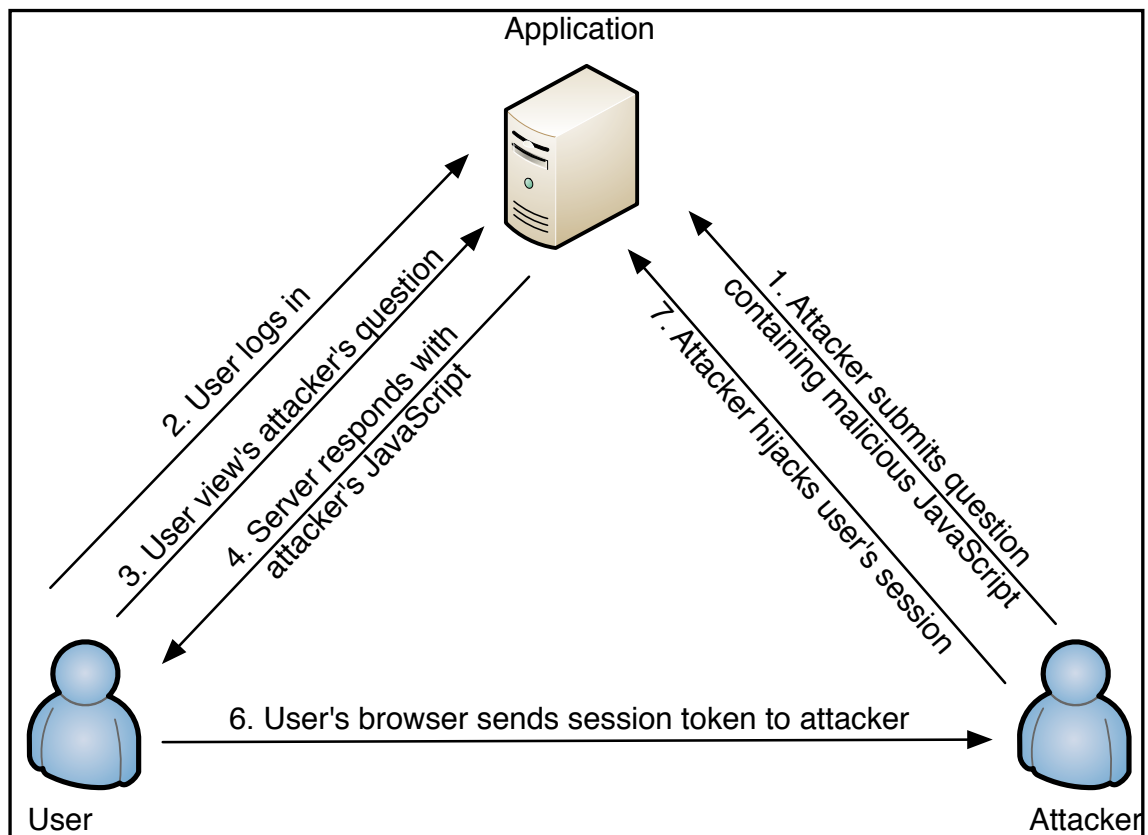 Application
1. Attacker submits question
containing malicious JavaScript
2. User logs in
3. User view's attacker's question
4. Server responds with
attacker's JavaScript
6. User's browser sends session token to attacker
7. Attacker hijacks user's session
User
Attacker